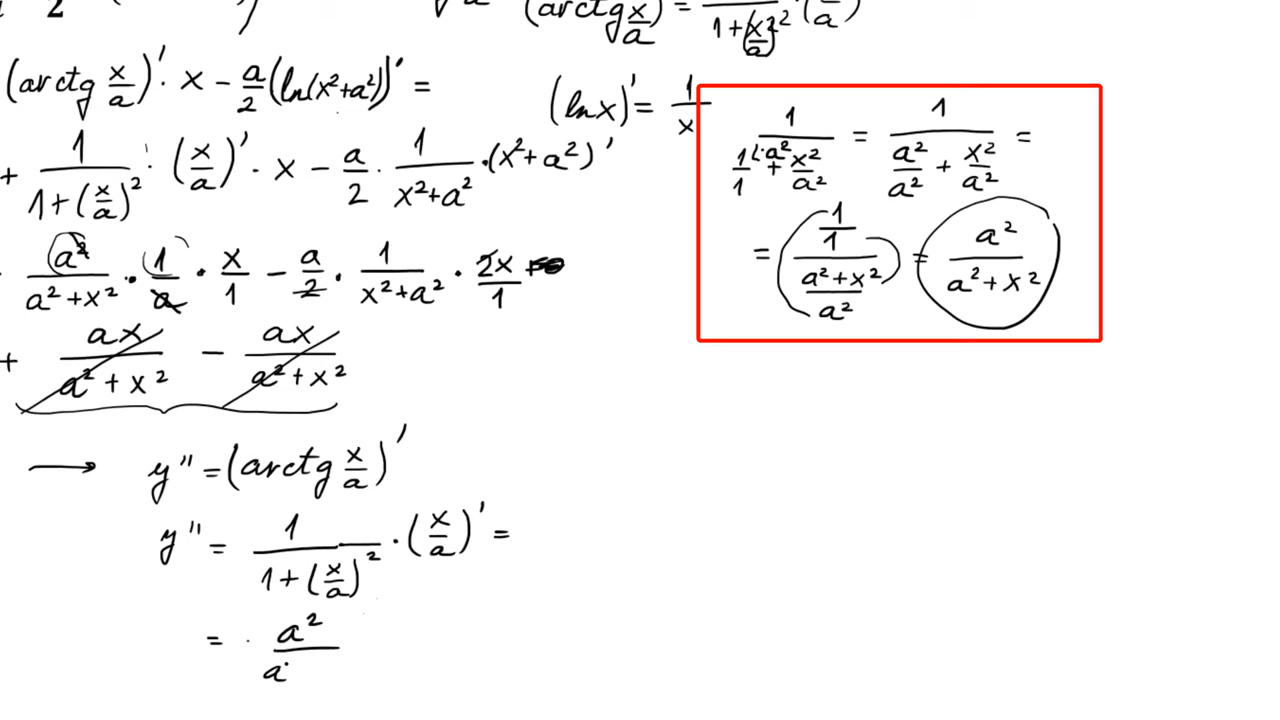 2
(arctg x/a) = 1+(x/a)² · (x/a)
(arctg x/a)' · x − a/2 (ln(x²+a²))' =
(ln x)' = 1/x
+ 1/(1+(x/a)²) · (x/a)' · x − a/2 · 1/(x²+a²) · (x²+a²)'
a²/(a²+x²) · 1/a · x/1 − a/2 · 1/(x²+a²) · 2x/1
+ ax/(a²+x²) − ax/(a²+x²)
→ y'' = (arctg x/a)'
y'' = 1/(1+(x/a)²) · (x/a)' =
= a²/a
1/(1/1 ·a² + x²/a²) = 1/(a²/a² + x²/a²) =
= (1/1)/((a²+x²)/a²) = a²/(a²+x²)